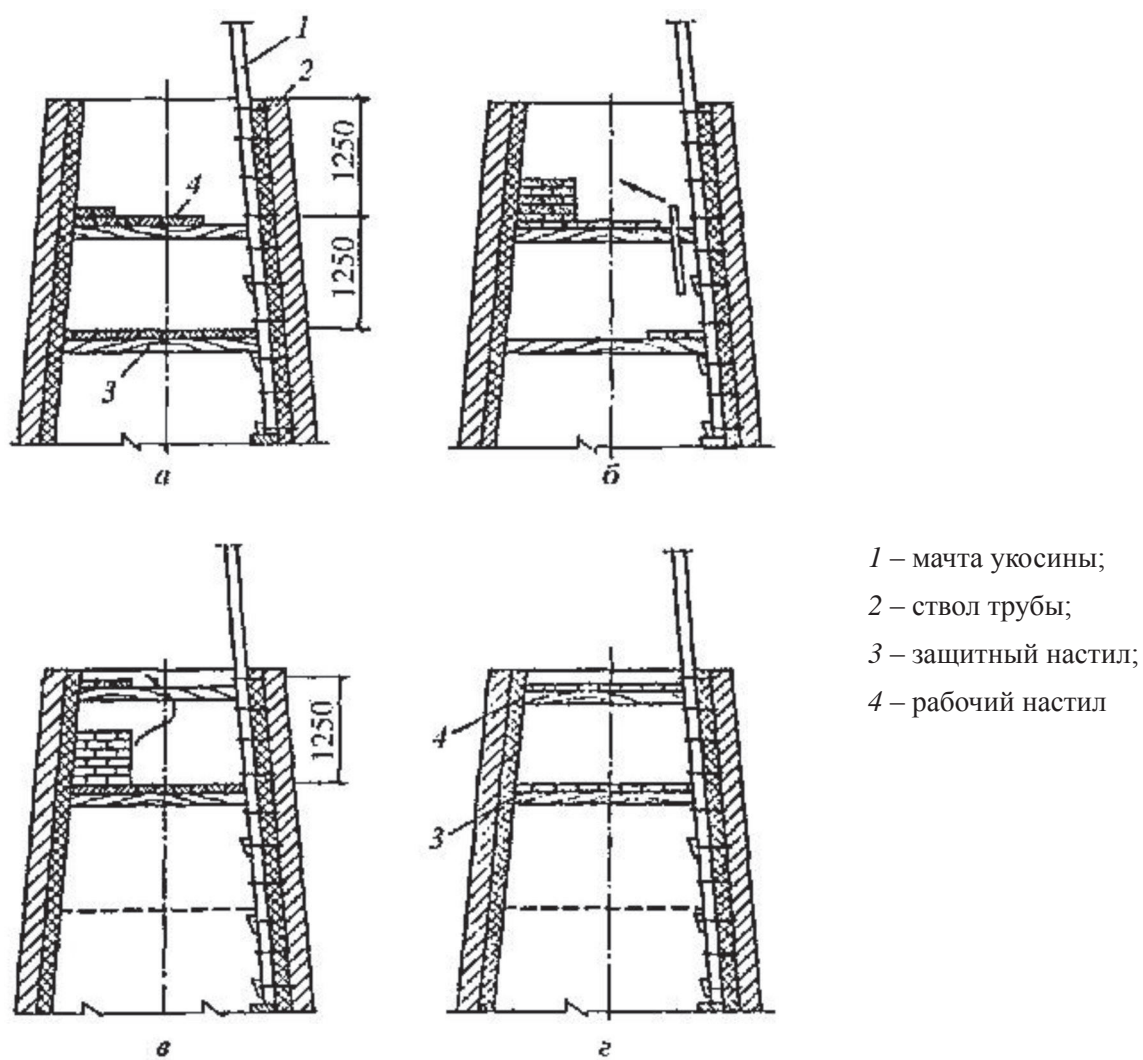 1
2
1250
4
1250
3
а
б
1 – мачта укосины;
2 – ствол трубы;
3 – защитный настил;
4 – рабочий настил
1250
4
3
в
г